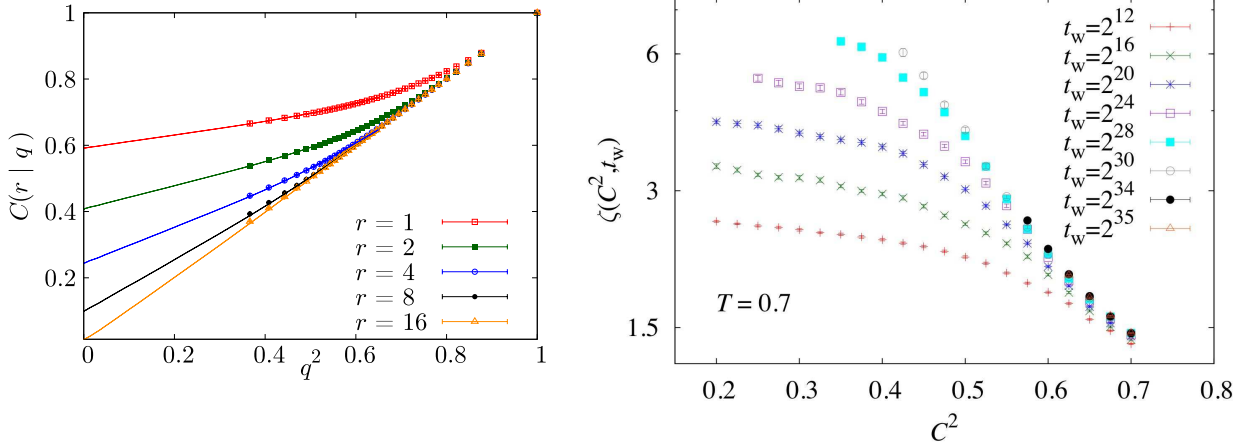 1
0.8
0.6
0.4
0.2
0
0.2
0.4
0.6
0.8
1
C(r | q)
q^2
r = 1
r = 2
r = 4
r = 8
r = 16
6
3
1.5
0.2
0.3
0.4
0.5
0.6
0.7
0.8
ζ(C^2,t_w)
C^2
T = 0.7
t_w=2^12
t_w=2^16
t_w=2^20
t_w=2^24
t_w=2^28
t_w=2^30
t_w=2^34
t_w=2^35